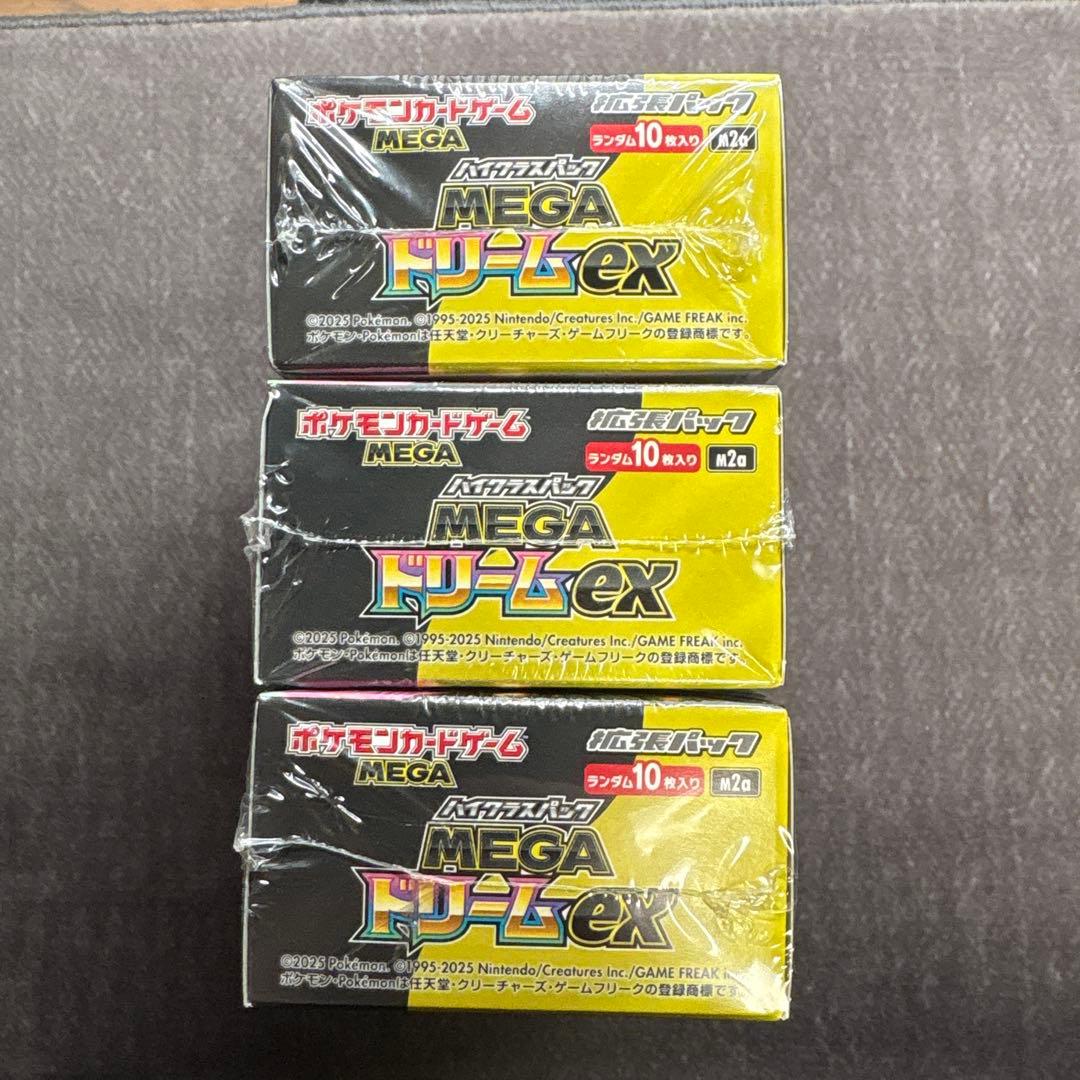 ポケモンカードゲーム
MEGA
拡張パック
ランダム10枚入り M2a
ハイクラスパック
MEGA
ドリームex
©2025 Pokémon. ©1995-2025 Nintendo/Creatures Inc./GAME FREAK inc.
ポケモン・Pokémonは任天堂・クリーチャーズ・ゲームフリークの登録商標です。
ポケモンカードゲーム
MEGA
拡張パック
ランダム10枚入り M2a
ハイクラスパック
MEGA
ドリームex
©2025 Pokémon. ©1995-2025 Nintendo/Creatures Inc./GAME FREAK inc.
ポケモン・Pokémonは任天堂・クリーチャーズ・ゲームフリークの登録商標です。
ポケモンカードゲーム
MEGA
拡張パック
ランダム10枚入り M2a
ハイクラスパック
MEGA
ドリームex
©2025 Pokémon. ©1995-2025 Nintendo/Creatures Inc./GAME FREAK inc.
ポケモン・Pokémonは任天堂・クリーチャーズ・ゲームフリークの登録商標です。